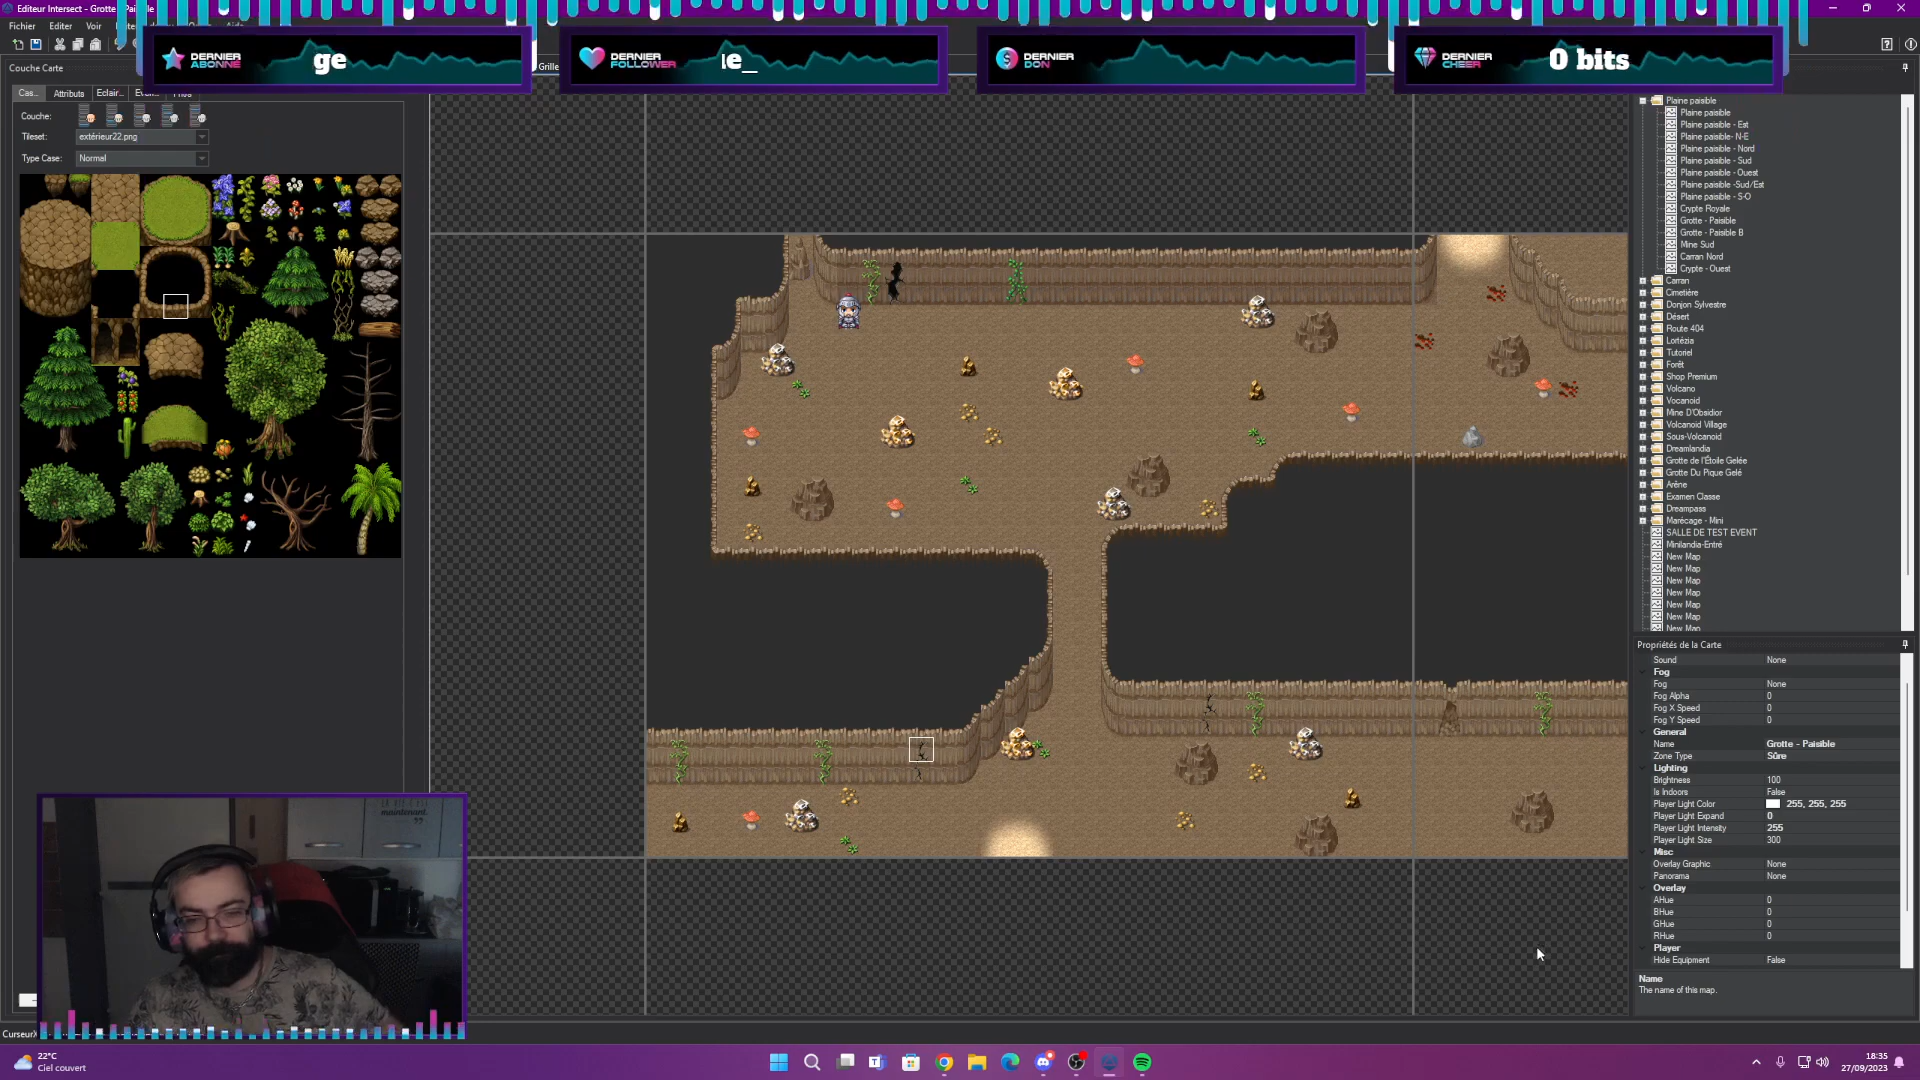 Editeur Intersect - Grotte - Paisible
Fichier Editer Voir
DERNIER ABONNÉ ge
DERNIER FOLLOWER
DERNIER DON
DERNIER CHEER 0 bits
Couche Carte
Grille
Cas... Attributs Eclair...
Couche:
Tileset: extérieur22.png
Type Case: Normal
Plaine paisible
Plaine paisible
Plaine paisible - Est
Plaine paisible- N-E
Plaine paisible - Nord
Plaine paisible - Sud
Plaine paisible - Ouest
Plaine paisible -Sud/Est
Plaine paisible - S-O
Crypte Royale
Grotte - Paisible
Grotte - Paisible B
Mine Sud
Carran Nord
Crypte - Ouest
Carran
Cimetière
Donjon Sylvestre
Désert
Route 404
Lortézia
Tutoriel
Forêt
Shop Premium
Volcano
Vocanoid
Mine D'Obsidior
Volcanoid Village
Sous-Volcanoid
Dreamlandia
Grotte de l'Étoile Gelée
Grotte Du Pique Gelé
Arène
Examen Classe
Dreampass
Marécage - Mini
SALLE DE TEST EVENT
Minilandia-Entré
New Map
New Map
New Map
New Map
New Map
New Map
New Map
Propriétés de la Carte
Sound None
Fog
Fog None
Fog Alpha 0
Fog X Speed 0
Fog Y Speed 0
General
Name Grotte - Paisible
Zone Type Sûre
Lighting
Brightness 100
Is Indoors False
Player Light Color 255, 255, 255
Player Light Expand 0
Player Light Intensity 255
Player Light Size 300
Misc
Overlay Graphic None
Panorama None
Overlay
AHue 0
BHue 0
GHue 0
RHue 0
Player
Hide Equipment False
Name
The name of this map.
maintenant.
22°C
Ciel couvert
18:35
27/09/2023